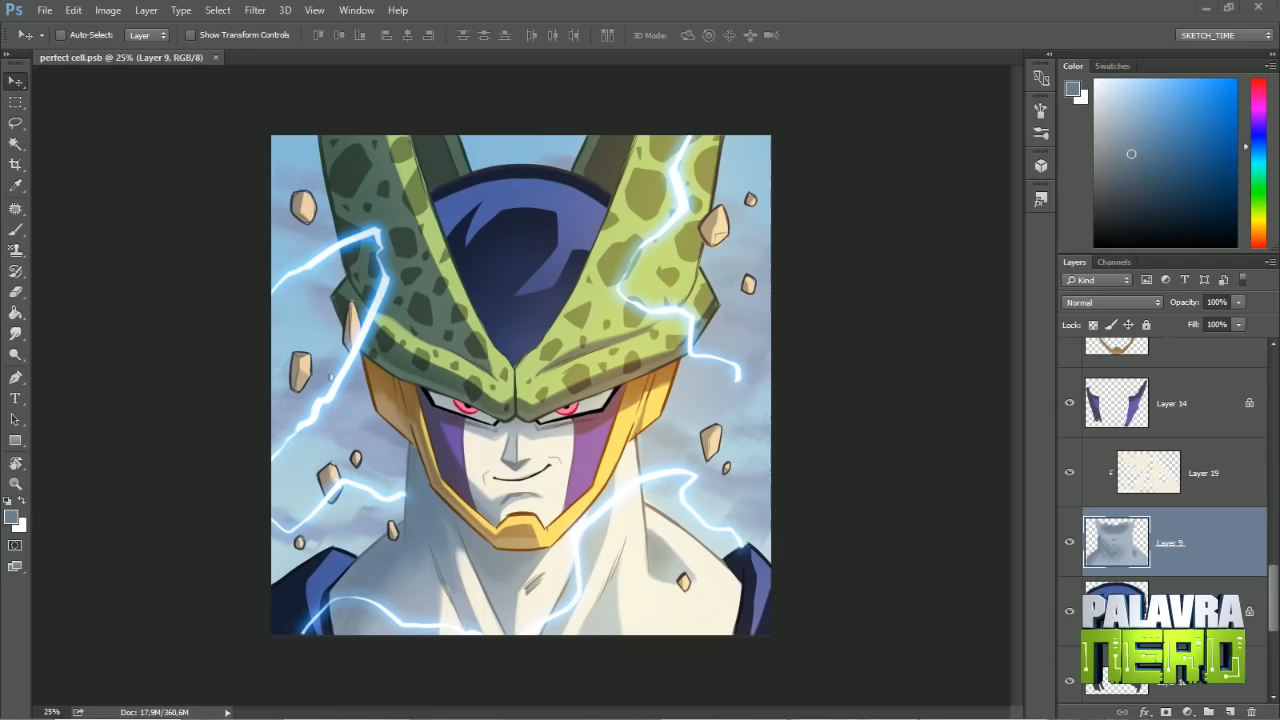 Ps File Edit Image Layer Type Select Filter 3D View Window Help
Auto-Select: Layer Show Transform Controls 3D Mode: SKETCH_TIME
perfect cell.psb @ 25% (Layer 9, RGB/8) ×
Color Swatches
Layers Channels
Kind
Normal Opacity: 100%
Lock: Fill: 100%
Layer 14
Layer 19
Layer 9
PALAVRA
NERD
25% Doc: 17,9M/360,6M